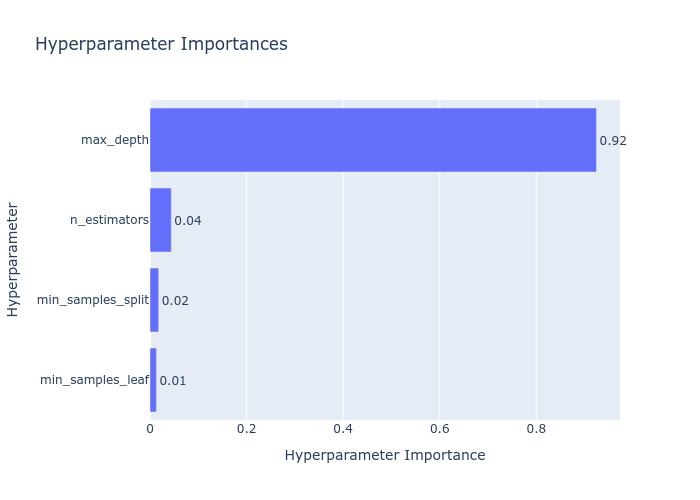 Hyperparameter Importances
Hyperparameter
max_depth
0.92
n_estimators
0.04
min_samples_split
0.02
min_samples_leaf
0.01
0
0.2
0.4
0.6
0.8
Hyperparameter Importance